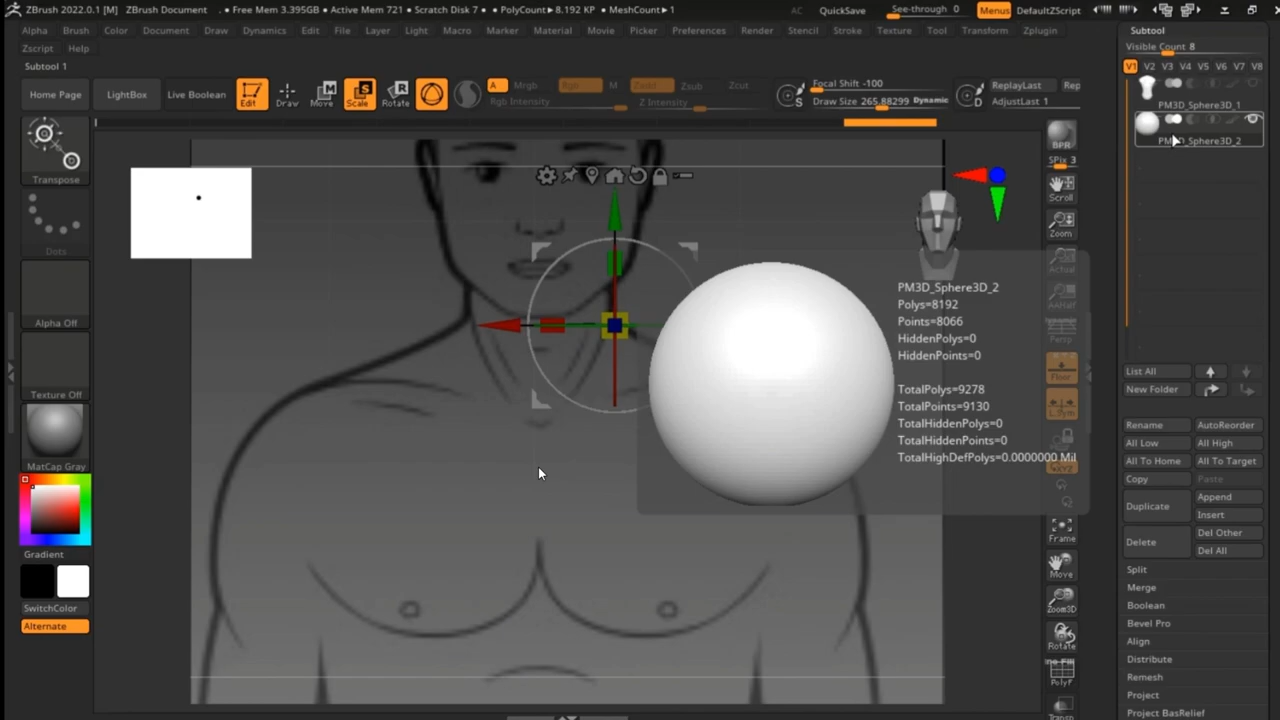 ZBrush 2022.0.1 [M] ZBrush Document . • Free Mem 3.395GB • Active Mem 721 • Scratch Disk 7 • PolyCount▸ 8.192 KP • MeshCount▸ 1 AC QuickSave See-through 0 Menus DefaultZScript
Alpha Brush Color Document Draw Dynamics Edit File Layer Light Macro Marker Material Movie Picker Preferences Render Stencil Stroke Texture Tool Transform Zplugin
Zscript Help
Subtool 1
Home Page LightBox Live Boolean Edit Draw Move Scale Rotate
A Mrgb Rgb M Zadd Zsub Zcut
Rgb Intensity Z Intensity
Focal Shift -100
Draw Size 265.88299 Dynamic
S D
ReplayLast Rep
AdjustLast 1
Transpose
Dots
Alpha Off
Texture Off
MatCap Gray
Gradient
SwitchColor
Alternate
PM3D_Sphere3D_2
Polys=8192
Points=8066
HiddenPolys=0
HiddenPoints=0
TotalPolys=9278
TotalPoints=9130
TotalHiddenPolys=0
TotalHiddenPoints=0
TotalHighDefPolys=0.0000000 Mil
BPR
SPix 3
Scroll
Zoom
Actual
AAHalf
Persp
Floor
L.Sym
XYZ
Frame
Move
Zoom3D
Rotate
PolyF
Transp
Subtool
Visible Count 8
V1 V2 V3 V4 V5 V6 V7 V8
PM3D_Sphere3D_1
PM3D_Sphere3D_2
List All
New Folder
Rename AutoReorder
All Low All High
All To Home All To Target
Copy Paste
Duplicate Append
Insert
Delete Del Other
Del All
Split
Merge
Boolean
Bevel Pro
Align
Distribute
Remesh
Project
Project BasRelief